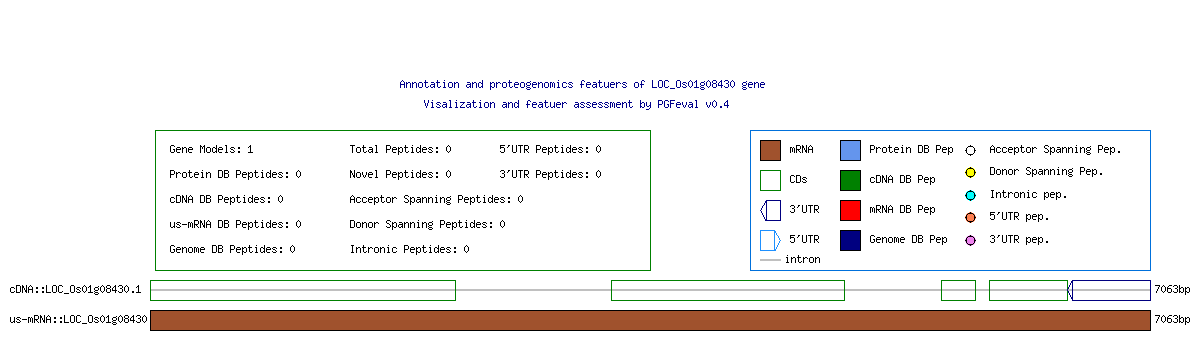 Annotation and proteogenomics featuers of LOC_Os01g08430 gene
Visalization and featuer assessment by PGFeval v0.4
Gene Models: 1 Total Peptides: 0 5'UTR Peptides: 0
Protein DB Peptides: 0 Novel Peptides: 0 3'UTR Peptides: 0
cDNA DB Peptides: 0 Acceptor Spanning Peptides: 0
us-mRNA DB Peptides: 0 Donor Spanning Peptides: 0
Genome DB Peptides: 0 Intronic Peptides: 0
mRNA Protein DB Pep Acceptor Spanning Pep.
CDs cDNA DB Pep Donor Spanning Pep.
3'UTR mRNA DB Pep Intronic pep.
5'UTR Genome DB Pep 5'UTR pep.
intron 3'UTR pep.
cDNA::LOC_Os01g08430.1 7063bp
us-mRNA::LOC_Os01g08430 7063bp